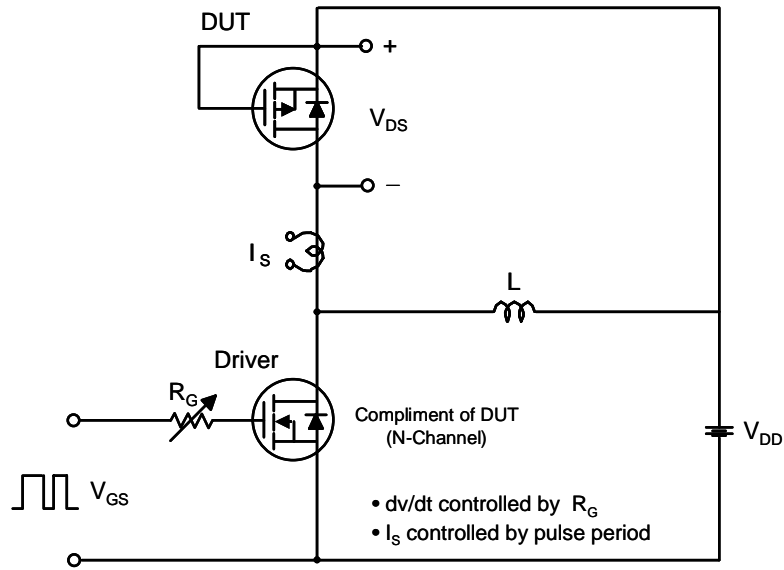 DUT
+
V_DS
−
I_S
L
Driver
R_G
Compliment of DUT
(N-Channel)
V_DD
V_GS
• dv/dt controlled by R_G
• I_S controlled by pulse period